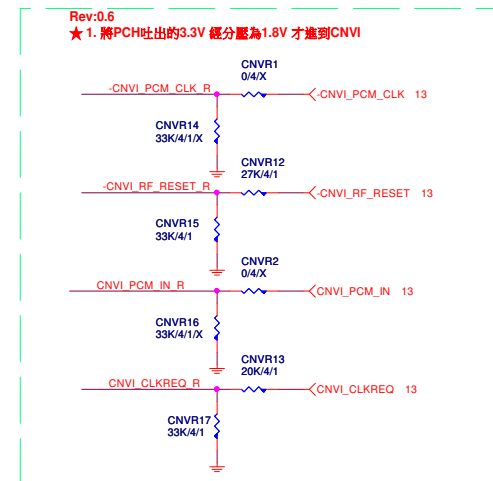 Rev:0.6
★ 1. 將PCH吐出的3.3V 經分壓為1.8V 才進到CNVI
CNVR1
0/4/X
-CNVI_PCM_CLK_R
-CNVI_PCM_CLK 13
CNVR14
33K/4/1/X
CNVR12
27K/4/1
-CNVI_RF_RESET_R
-CNVI_RF_RESET 13
CNVR15
33K/4/1
CNVR2
0/4/X
CNVI_PCM_IN_R
CNVI_PCM_IN 13
CNVR16
33K/4/1/X
CNVR13
20K/4/1
CNVI_CLKREQ_R
CNVI_CLKREQ 13
CNVR17
33K/4/1